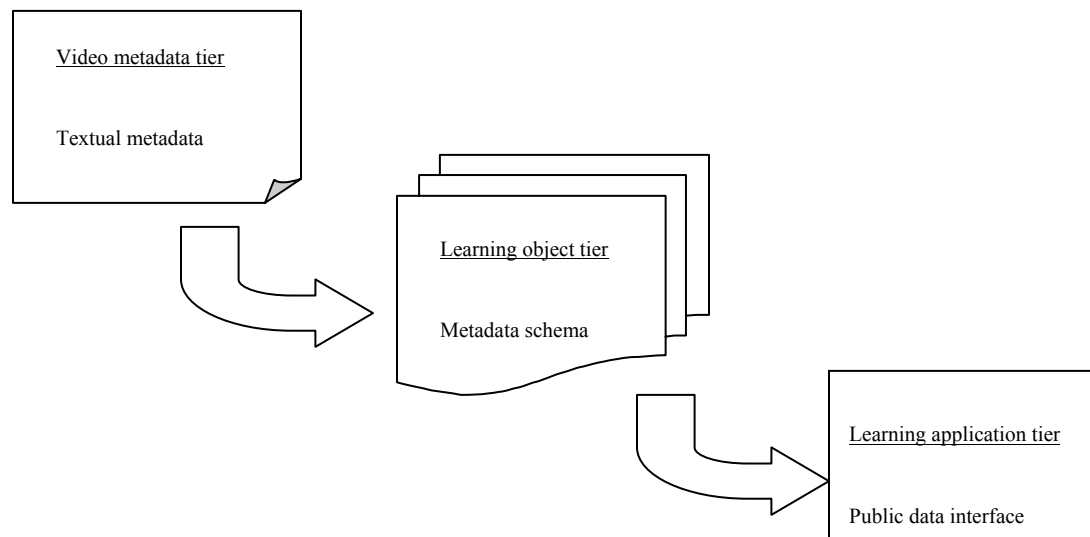 Video metadata tier
Textual metadata
Learning object tier
Metadata schema
Learning application tier
Public data interface